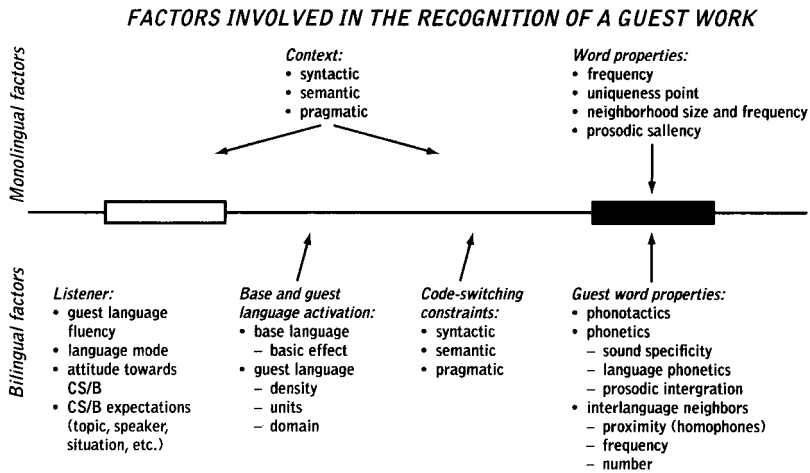 FACTORS INVOLVED IN THE RECOGNITION OF A GUEST WORK
Monolingual factors
Context:
• syntactic
• semantic
• pragmatic
Word properties:
• frequency
• uniqueness point
• neighborhood size and frequency
• prosodic sallency
Bilingual factors
Listener:
• guest language
fluency
• language mode
• attitude towards
CS/B
• CS/B expectations
(topic, speaker,
situation, etc.)
Base and guest
language activation:
• base language
– basic effect
• guest language
– density
– units
– domain
Code-switching
constraints:
• syntactic
• semantic
• pragmatic
Guest word properties:
• phonotactics
• phonetics
– sound specificity
– language phonetics
– prosodic intergration
• interlanguage neighbors
– proximity (homophones)
– frequency
– number